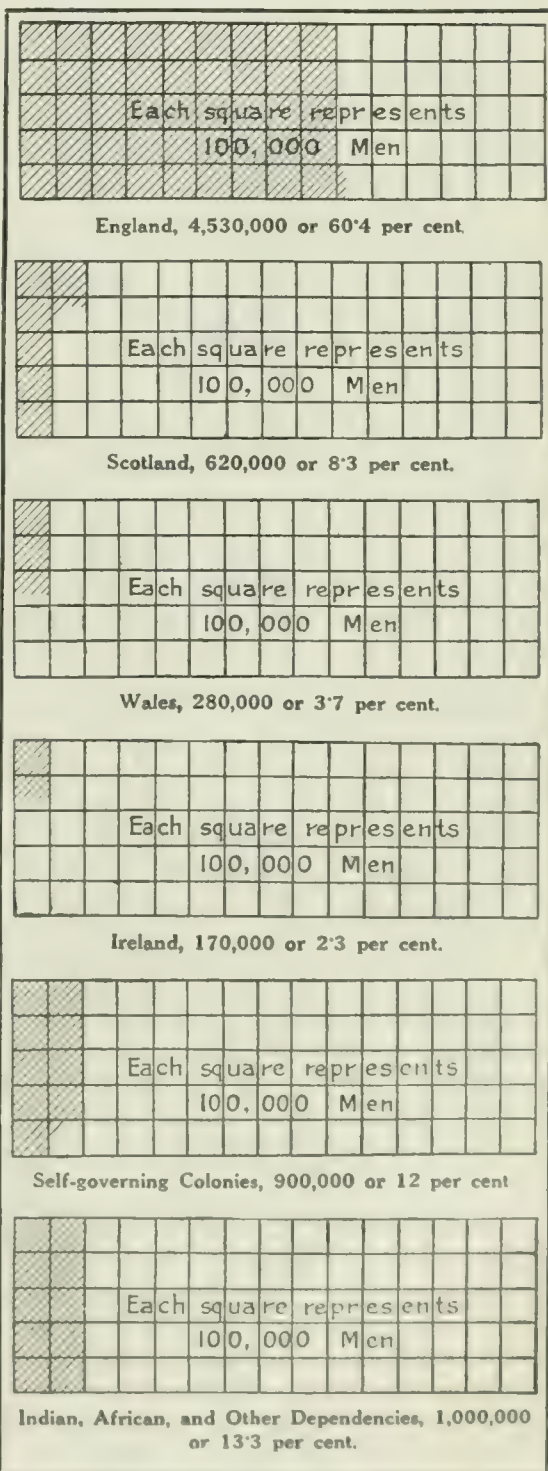 Each square represents
100,000 Men
England, 4,530,000 or 60·4 per cent.
Each square represents
100,000 Men
Scotland, 620,000 or 8·3 per cent.
Each square represents
100,000 Men
Wales, 280,000 or 3·7 per cent.
Each square represents
100,000 Men
Ireland, 170,000 or 2·3 per cent.
Each square represents
100,000 Men
Self-governing Colonies, 900,000 or 12 per cent
Each square represents
100,000 Men
Indian, African, and Other Dependencies, 1,000,000
or 13·3 per cent.